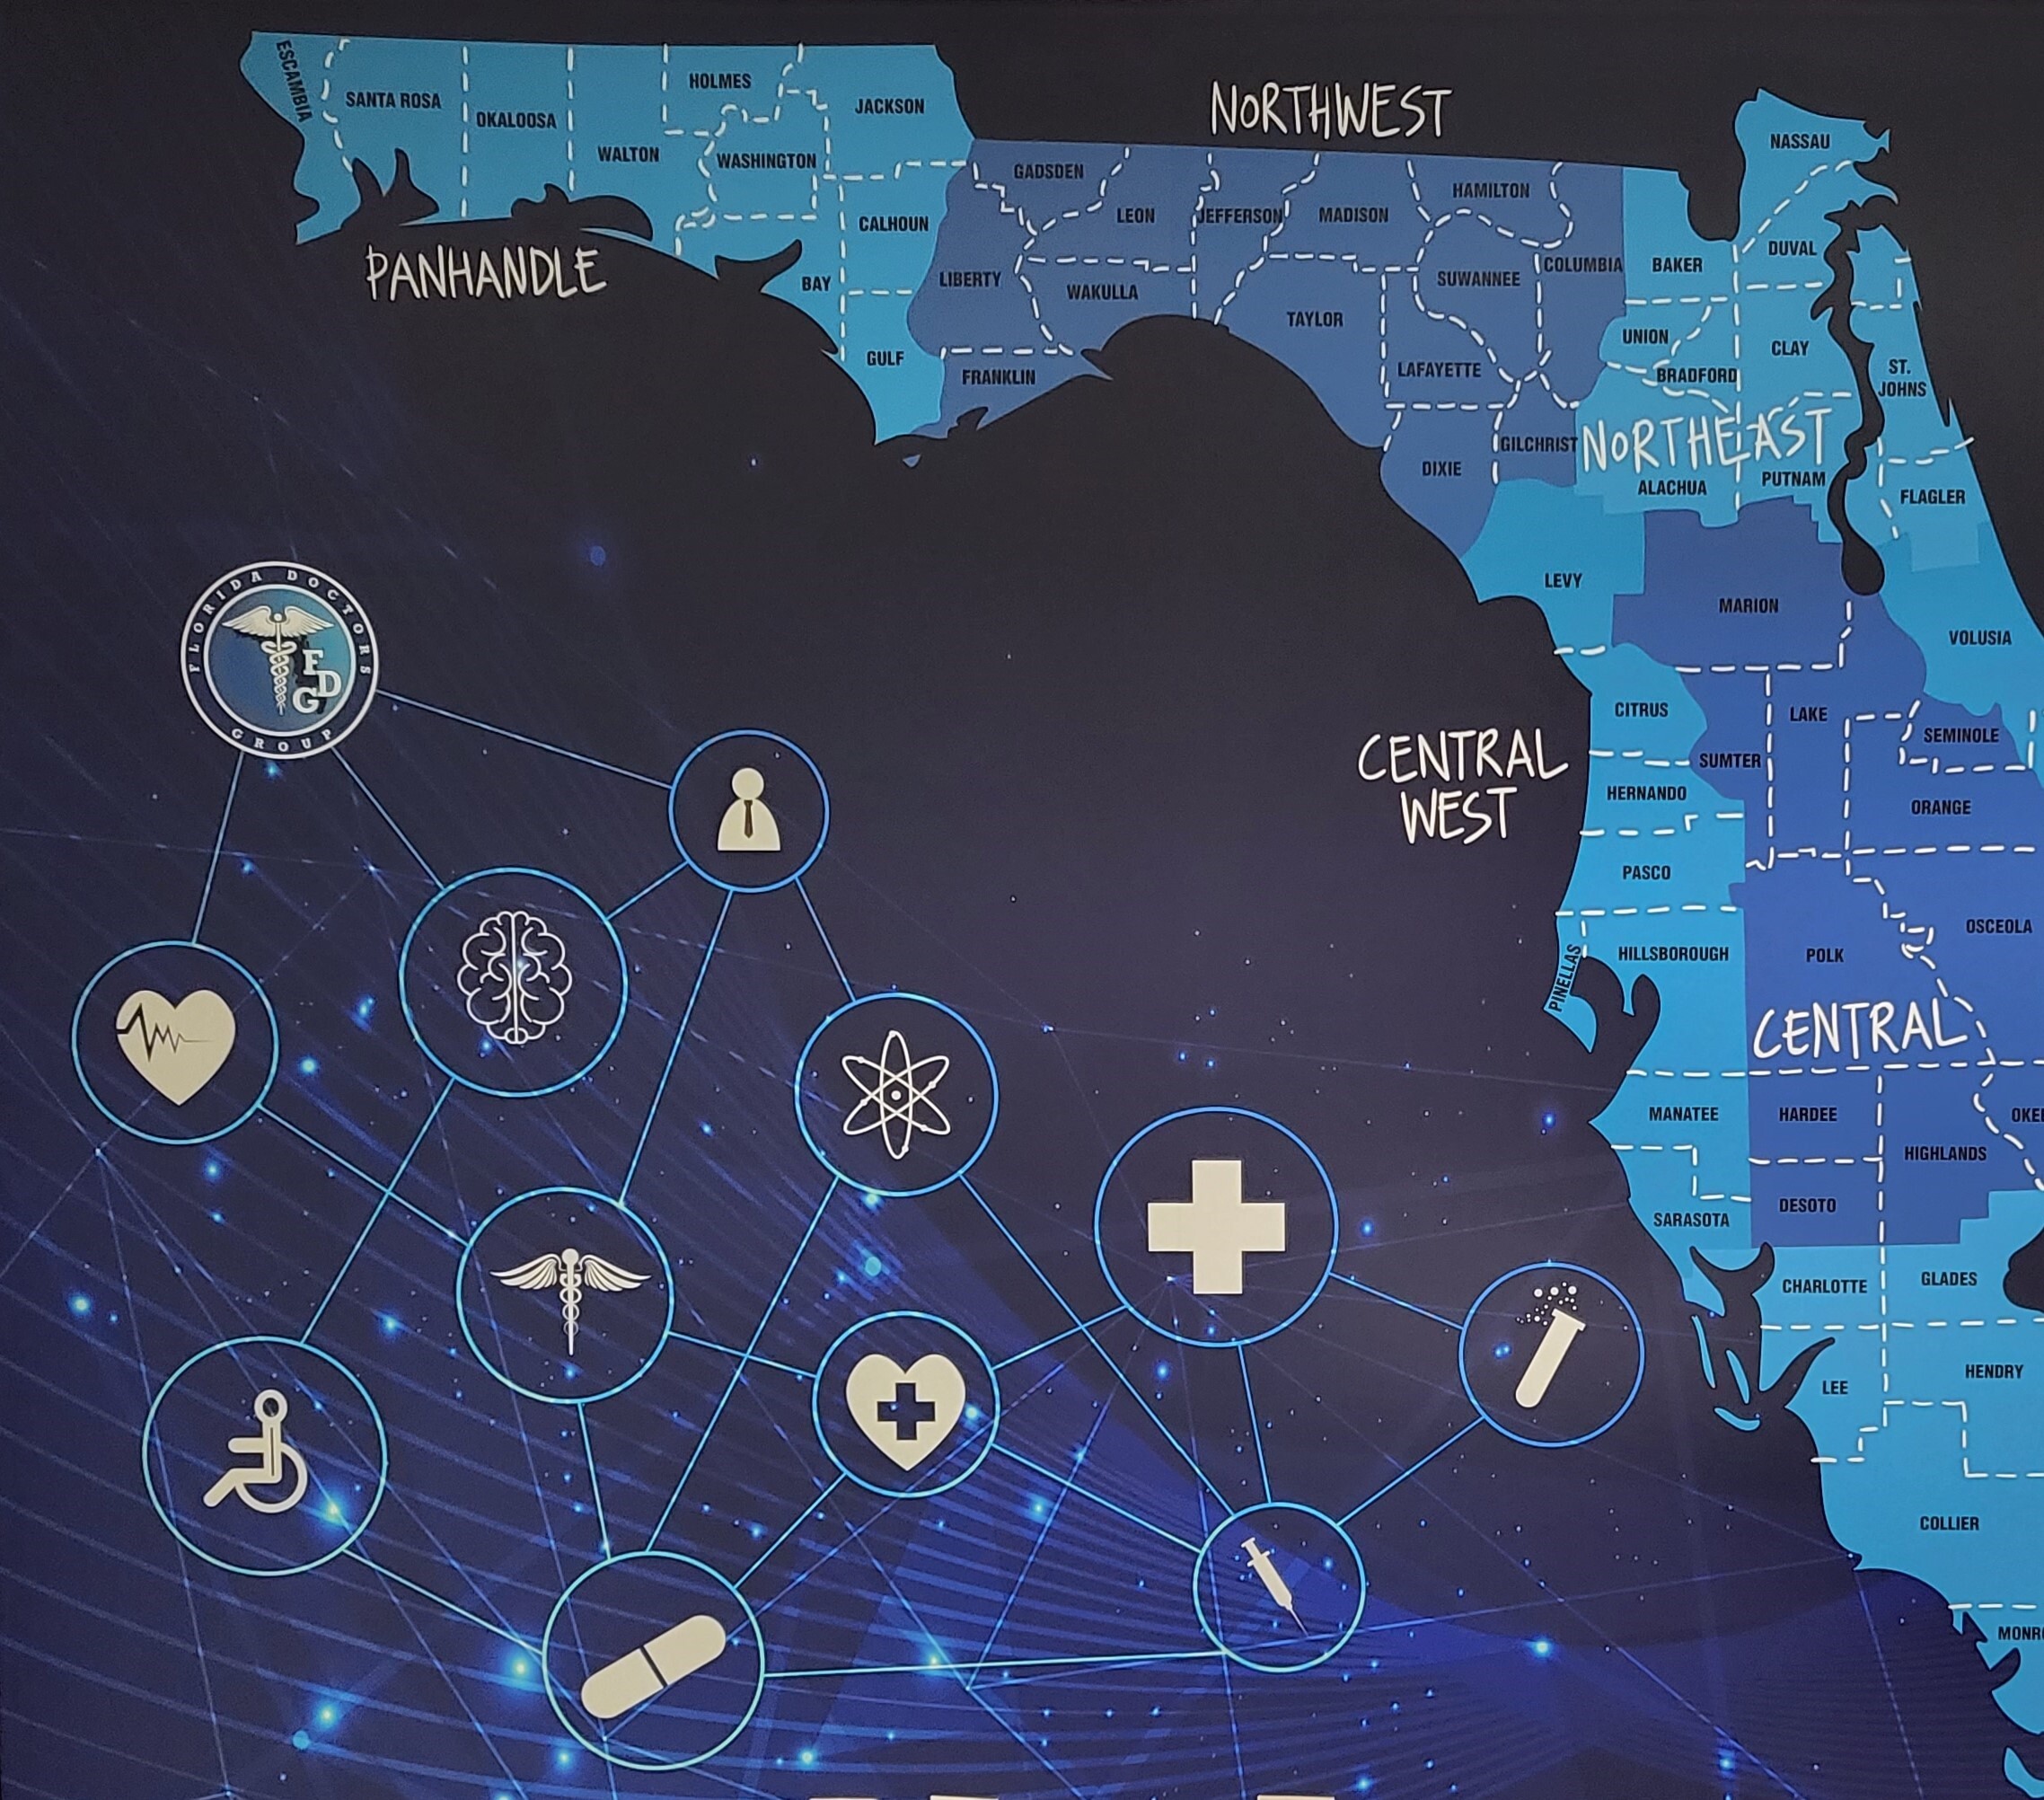 ESCAMBIA
SANTA ROSA
OKALOOSA
WALTON
HOLMES
WASHINGTON
JACKSON
CALHOUN
BAY
GULF
PANHANDLE
NORTHWEST
GADSDEN
LEON
JEFFERSON
MADISON
HAMILTON
LIBERTY
WAKULLA
TAYLOR
SUWANNEE
COLUMBIA
FRANKLIN
LAFAYETTE
DIXIE
GILCHRIST
NASSAU
BAKER
DUVAL
UNION
CLAY
BRADFORD
ST.
JOHNS
NORTHEAST
ALACHUA
PUTNAM
FLAGLER
LEVY
MARION
VOLUSIA
CITRUS
LAKE
SEMINOLE
SUMTER
HERNANDO
ORANGE
CENTRAL
WEST
PASCO
PINELLAS
HILLSBOROUGH
POLK
OSCEOLA
CENTRAL
MANATEE
HARDEE
OKE
HIGHLANDS
DESOTO
SARASOTA
CHARLOTTE
GLADES
LEE
HENDRY
COLLIER
MONR
FLORIDA DOCTORS
GROUP
FDG